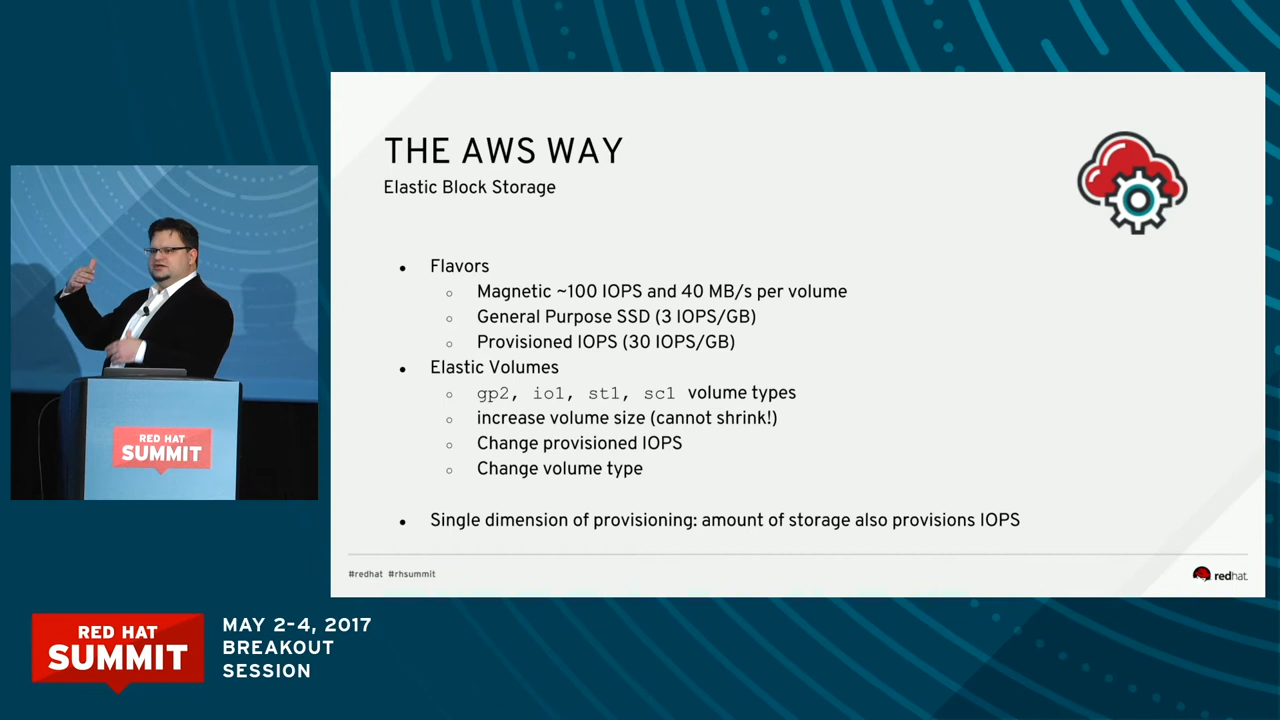 THE AWS WAY
Elastic Block Storage
● Flavors
○ Magnetic ~100 IOPS and 40 MB/s per volume
○ General Purpose SSD (3 IOPS/GB)
○ Provisioned IOPS (30 IOPS/GB)
● Elastic Volumes
○ gp2, io1, st1, sc1 volume types
○ increase volume size (cannot shrink!)
○ Change provisioned IOPS
○ Change volume type
● Single dimension of provisioning: amount of storage also provisions IOPS
#redhat #rhsummit
redhat.
RED HAT
SUMMIT
RED HAT
SUMMIT
MAY 2-4, 2017
BREAKOUT
SESSION